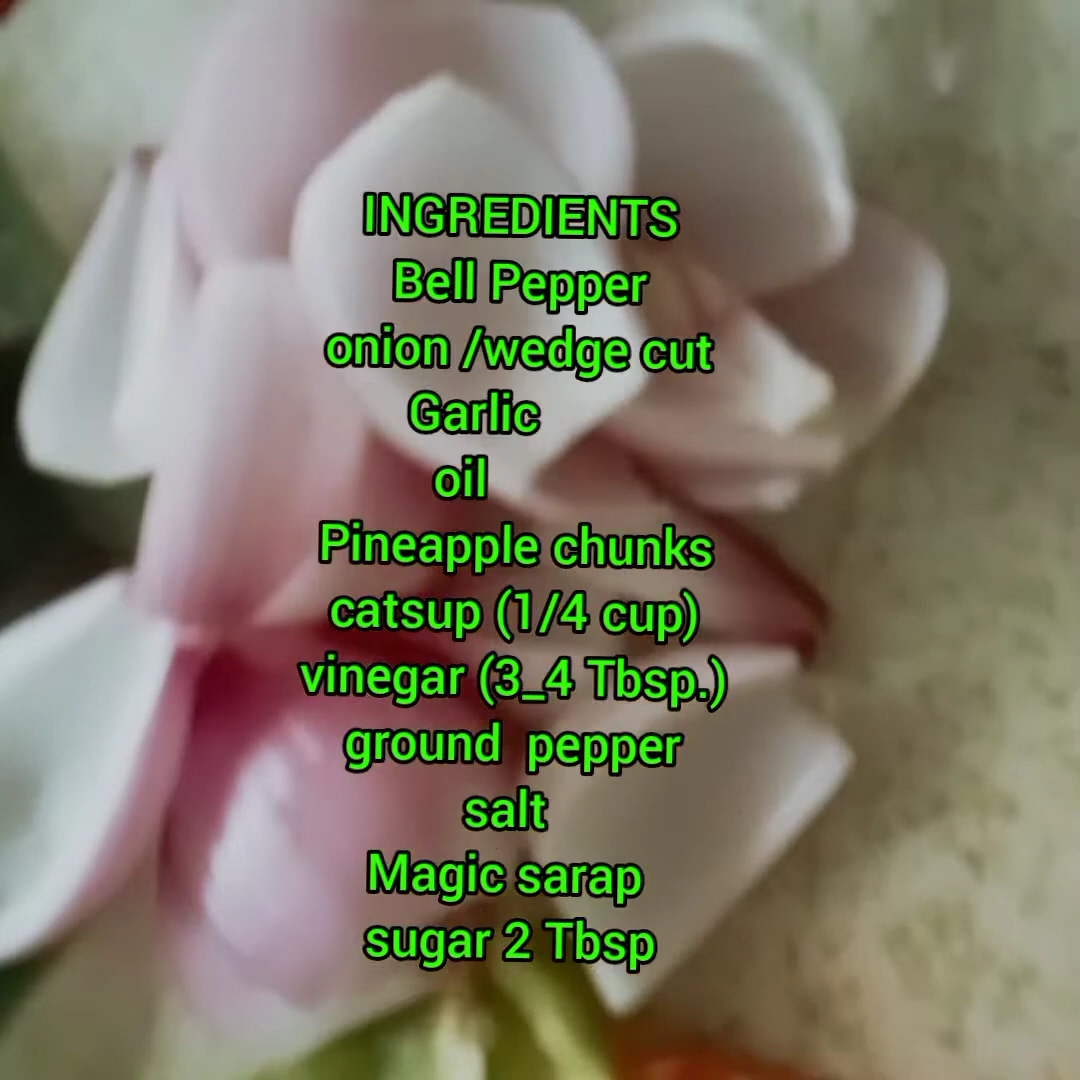 INGREDIENTS
Bell Pepper
onion /wedge cut
Garlic
oil
Pineapple chunks
catsup (1/4 cup)
vinegar (3_4 Tbsp.)
ground pepper
salt
Magic sarap
sugar 2 Tbsp